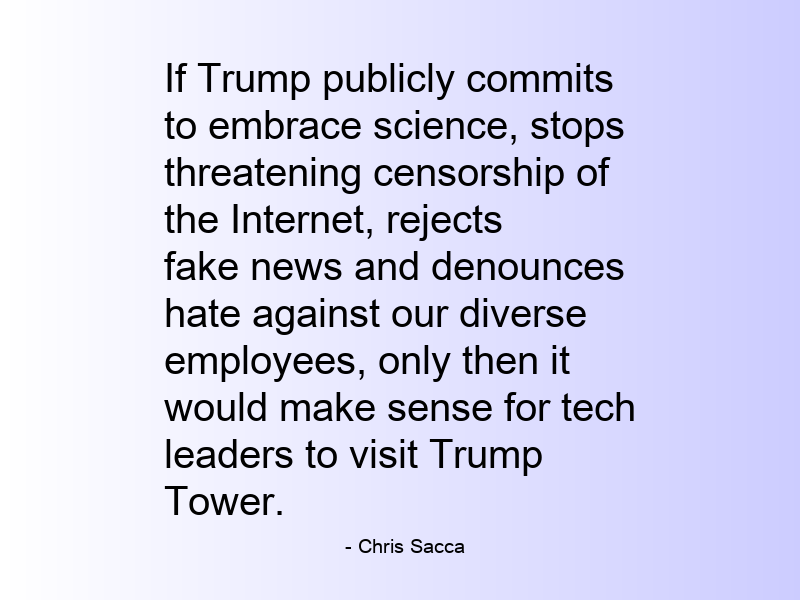 If Trump publicly commits
to embrace science, stops
threatening censorship of
the Internet, rejects
fake news and denounces
hate against our diverse
employees, only then it
would make sense for tech
leaders to visit Trump
Tower.
- Chris Sacca